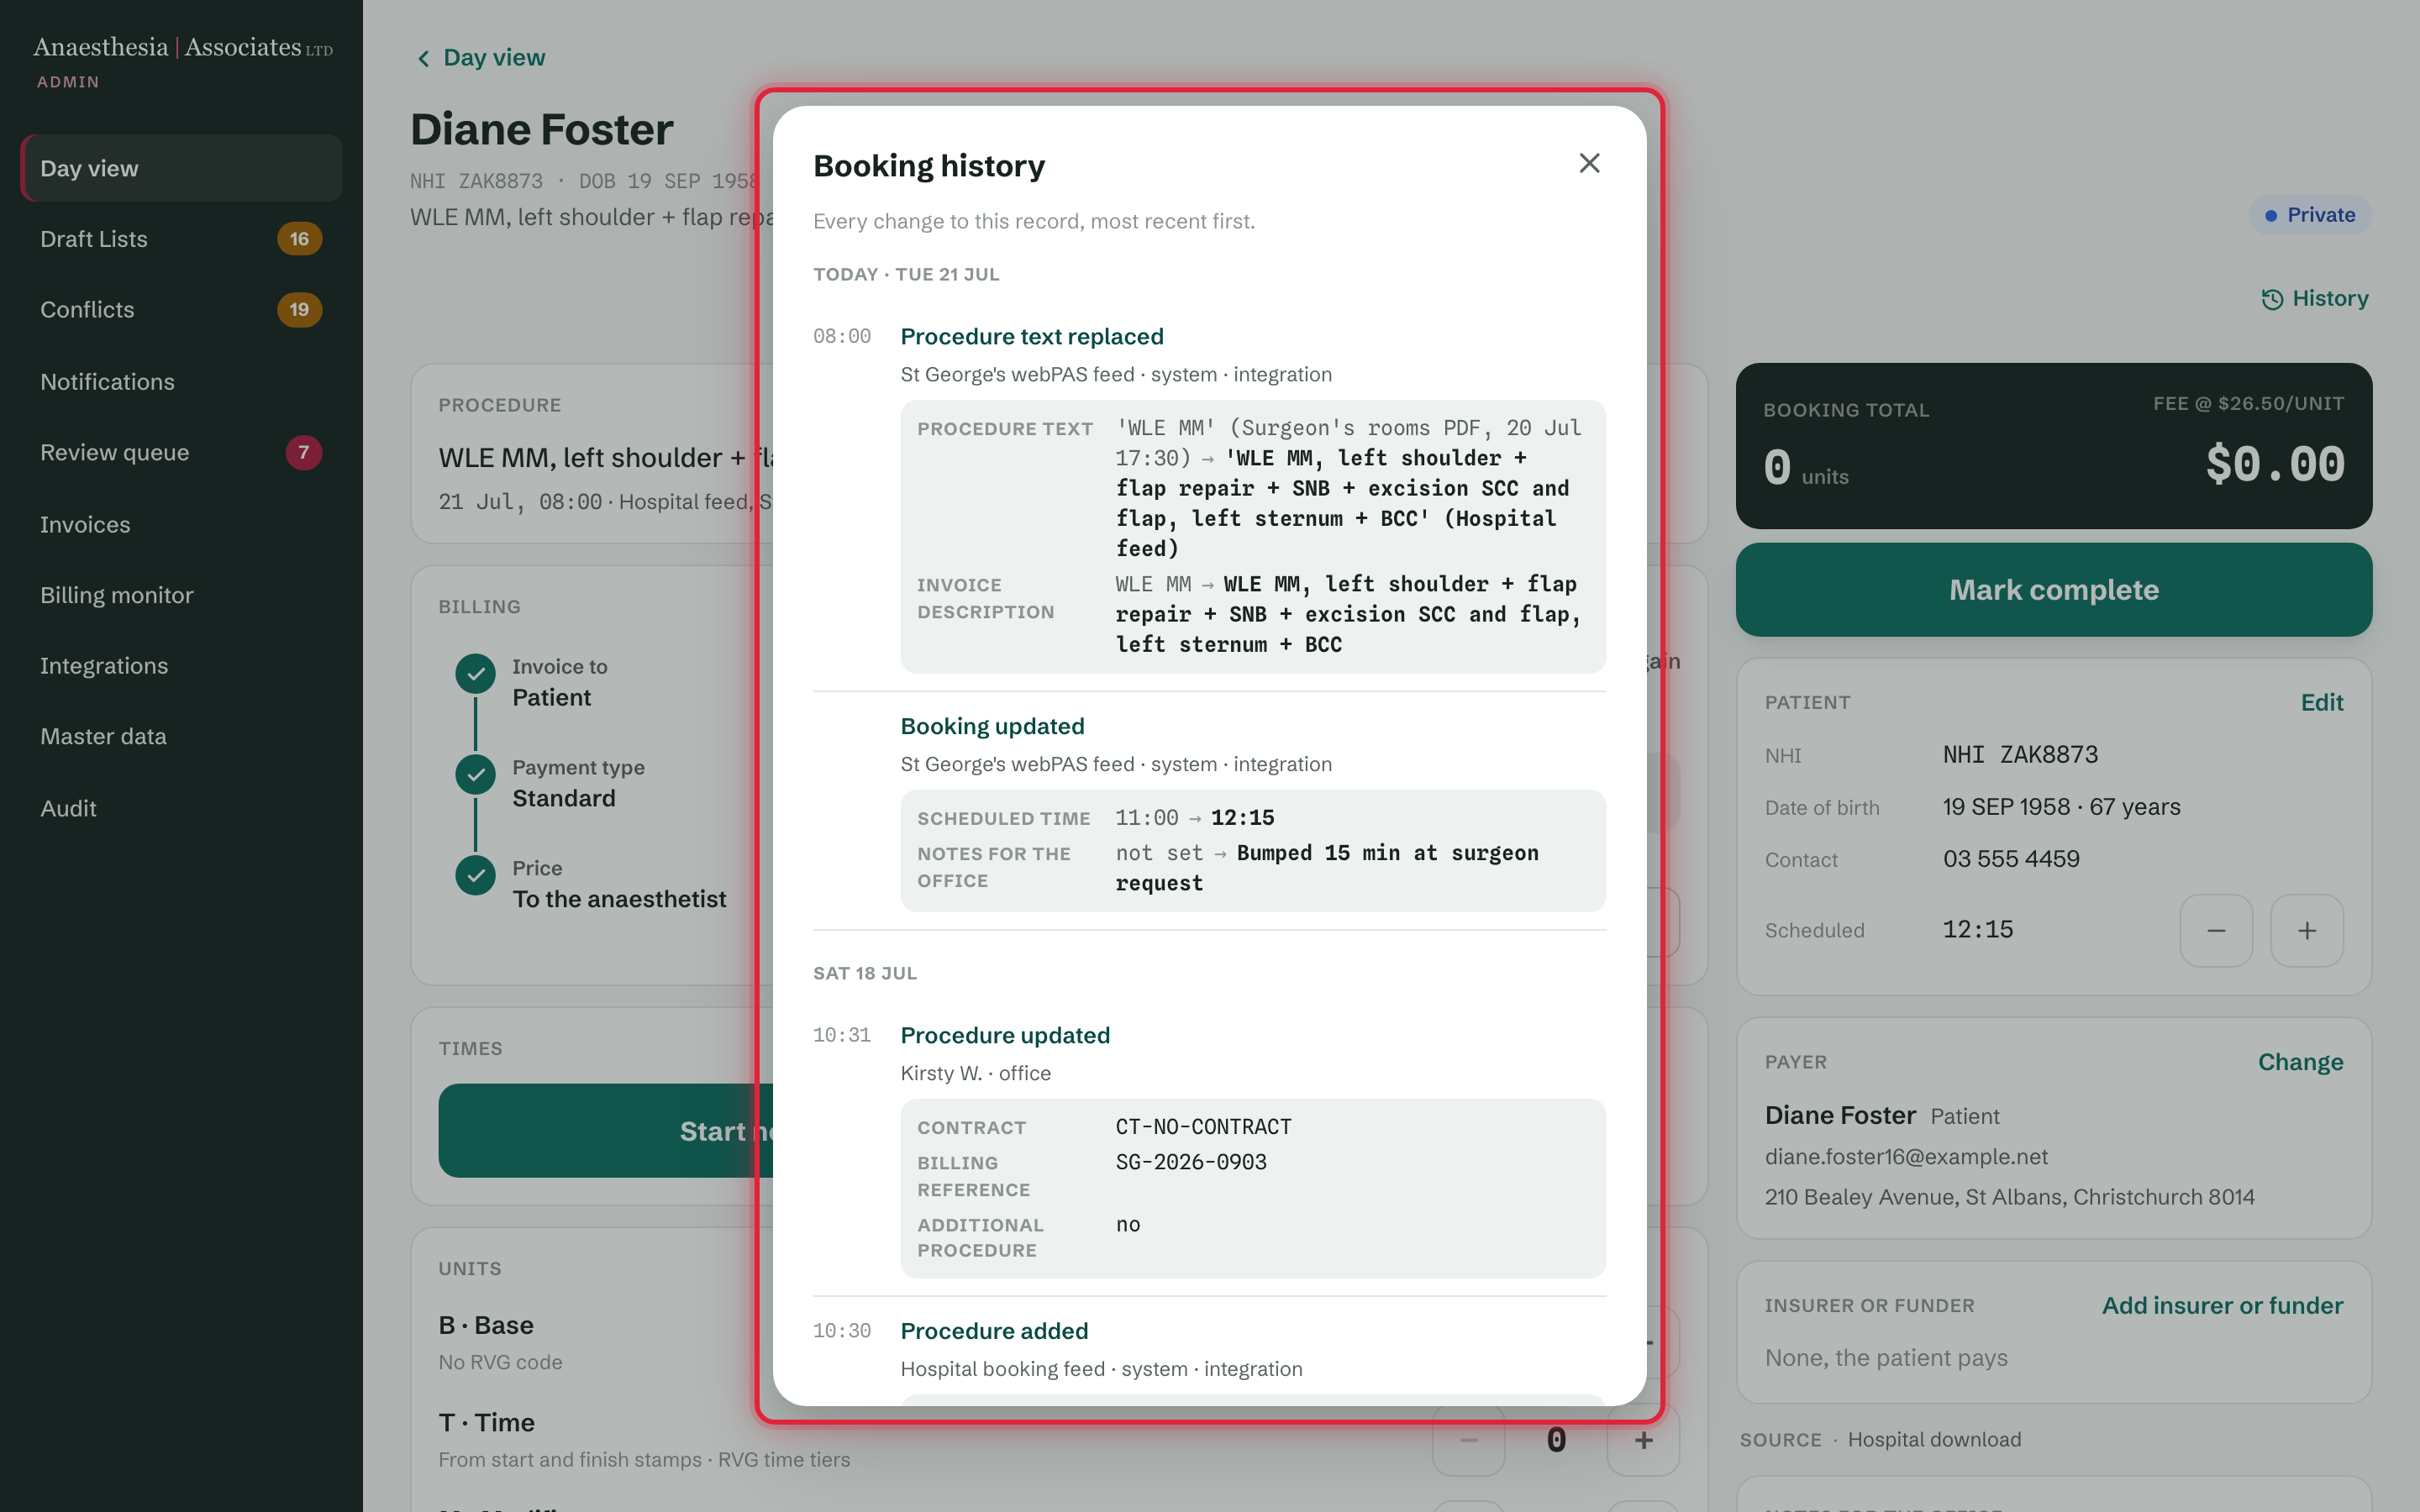 Anaesthesia | Associates LTD
ADMIN
Day view
Draft Lists 16
Conflicts 19
Notifications
Review queue 7
Invoices
Billing monitor
Integrations
Master data
Audit
Day view
Diane Foster
NHI ZAK8873 · DOB 19 SEP 1958
WLE MM, left shoulder + flap
Private
History
PROCEDURE
WLE MM, left shoulder +
21 Jul, 08:00 · Hospital feed,
BILLING
Invoice to
Patient
Payment type
Standard
Price
To the anaesthetist
TIMES
Start
UNITS
B · Base
No RVG code
T · Time
From start and finish stamps · RVG time tiers
0
Booking history
Every change to this record, most recent first.
TODAY · TUE 21 JUL
08:00 Procedure text replaced
St George's webPAS feed · system · integration
PROCEDURE TEXT 'WLE MM' (Surgeon's rooms PDF, 20 Jul
17:30) → 'WLE MM, left shoulder +
flap repair + SNB + excision SCC and
flap, left sternum + BCC' (Hospital
feed)
INVOICE DESCRIPTION WLE MM → WLE MM, left shoulder + flap
repair + SNB + excision SCC and flap,
left sternum + BCC
Booking updated
St George's webPAS feed · system · integration
SCHEDULED TIME 11:00 → 12:15
NOTES FOR THE OFFICE not set → Bumped 15 min at surgeon
request
SAT 18 JUL
10:31 Procedure updated
Kirsty W. · office
CONTRACT CT-NO-CONTRACT
BILLING REFERENCE SG-2026-0903
ADDITIONAL PROCEDURE no
10:30 Procedure added
Hospital booking feed · system · integration
BOOKING TOTAL
FEE @ $26.50/UNIT
0 units
$0.00
Mark complete
PATIENT Edit
NHI NHI ZAK8873
Date of birth 19 SEP 1958 · 67 years
Contact 03 555 4459
Scheduled 12:15 − +
PAYER Change
Diane Foster Patient
diane.foster16@example.net
210 Bealey Avenue, St Albans, Christchurch 8014
INSURER OR FUNDER Add insurer or funder
None, the patient pays
SOURCE · Hospital download